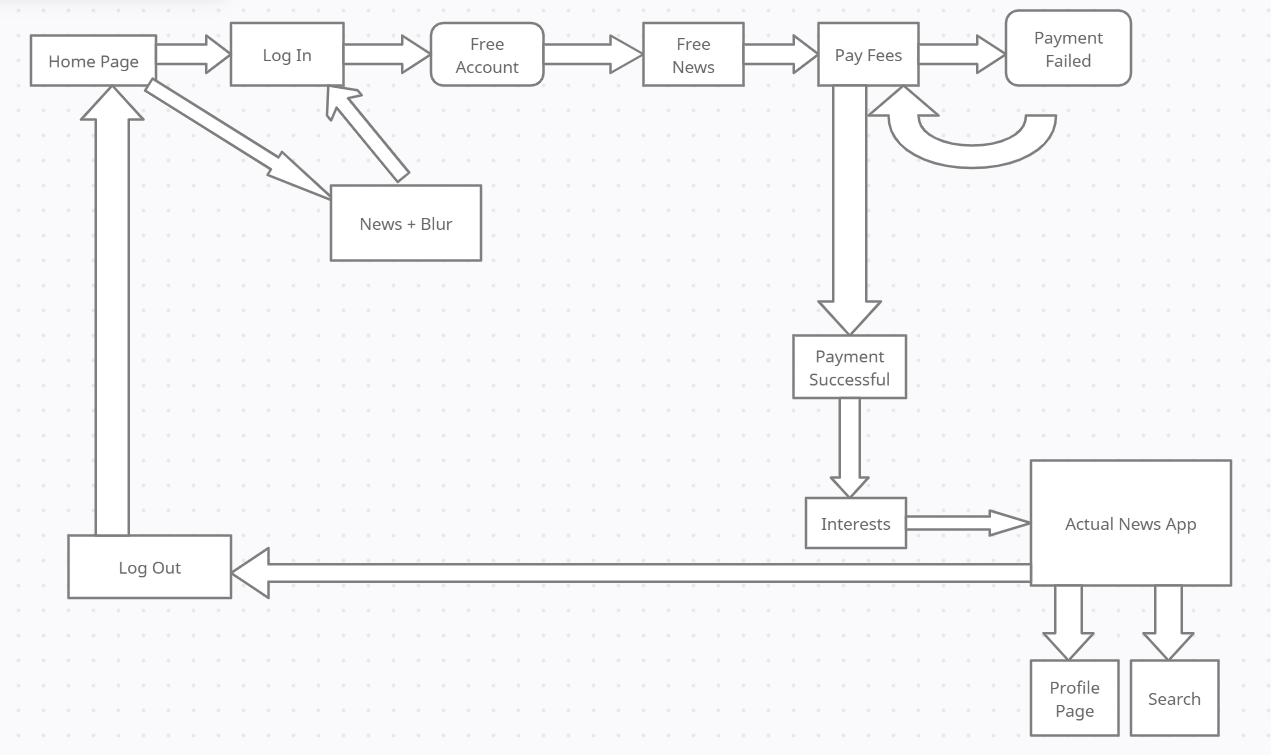 Home Page
Log In
Free
Account
Free
News
Pay Fees
Payment
Failed
News + Blur
Payment
Successful
Interests
Actual News App
Log Out
Profile
Page
Search